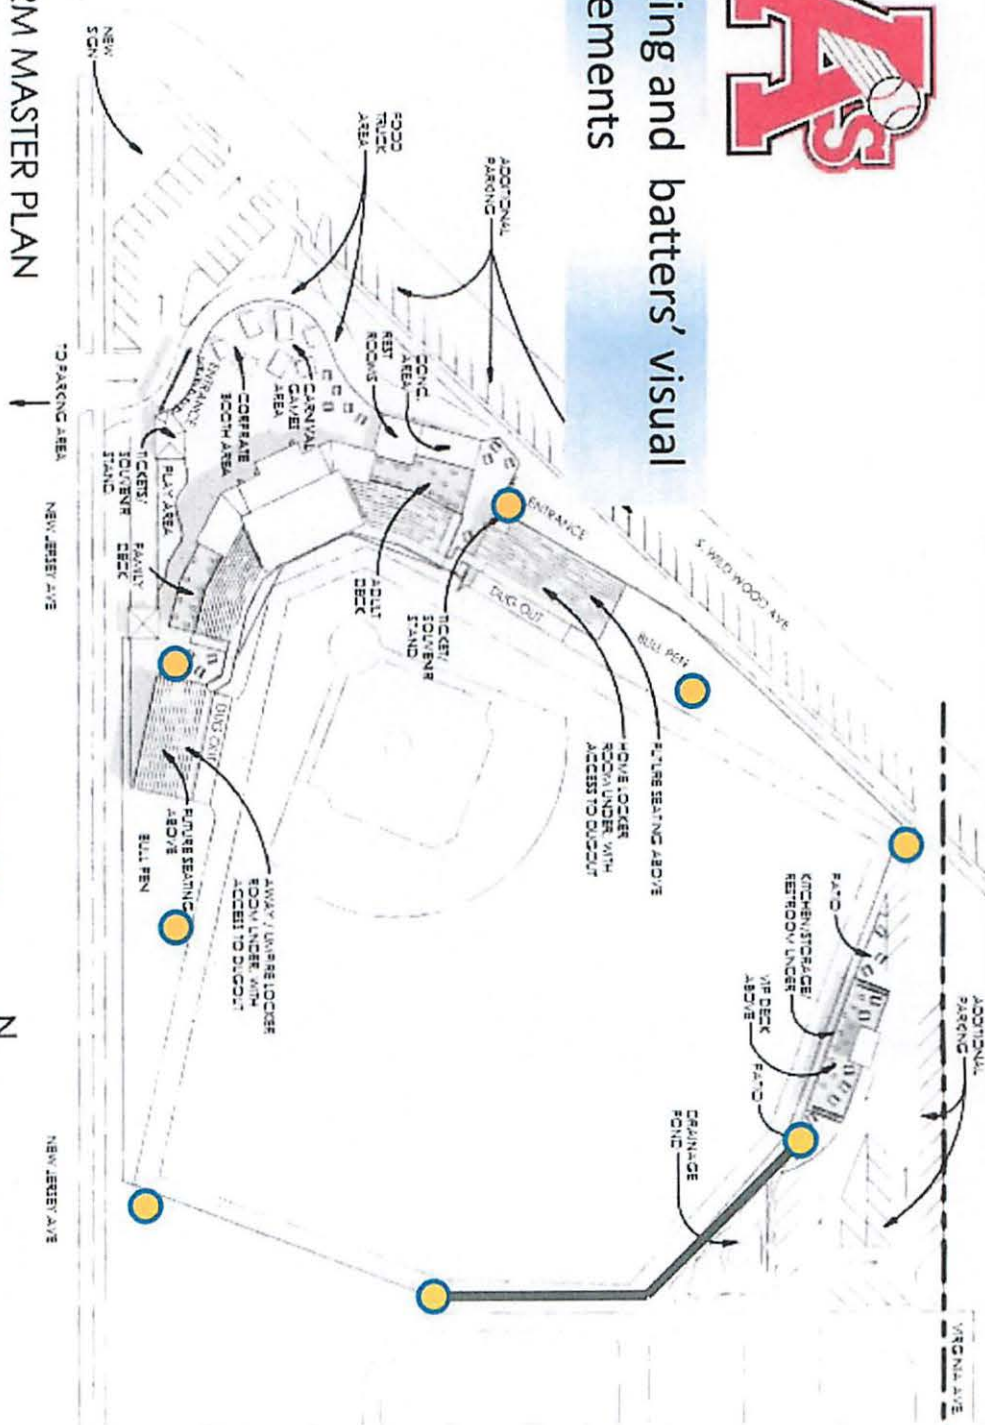 A's
ing and batters' visual
ements
RM MASTER PLAN
NEW
SIGN
FOOD
TRUCK
AREA
ADDITIONAL
PARKING
TO PARKING AREA
NEW JERSEY AVE
NEW JERSEY AVE
S. WILD WOOD AVE
VIRGINIA AVE
ADDITIONAL
PARKING
ENTRANCE
CARNIVAL
GAMES &
AREA
CORPRATE
BOOTH AREA
CONC.
AREA
REST
ROOMS
TICKETS/
SOUVENIR
STAND
PLAY AREA
FAMILY
DECK
ADULT
DECK
TICKET/
SOUVENIR
STAND
ENTRANCE
DUG OUT
BULL PEN
FUTURE SEATING ABOVE
HOME LOCKER
ROOM UNDER, WITH
ACCESS TO DUGOUT
DUG OUT
FUTURE SEATING
ABOVE
BULL PEN
AWAY / UMPIRE LOCKER
ROOM UNDER, WITH
ACCESS TO DUGOUT
PATIO
KITCHEN/STORAGE/
RESTROOM UNDER
VIP DECK
ABOVE
PATIO
DRAINAGE
POND
N